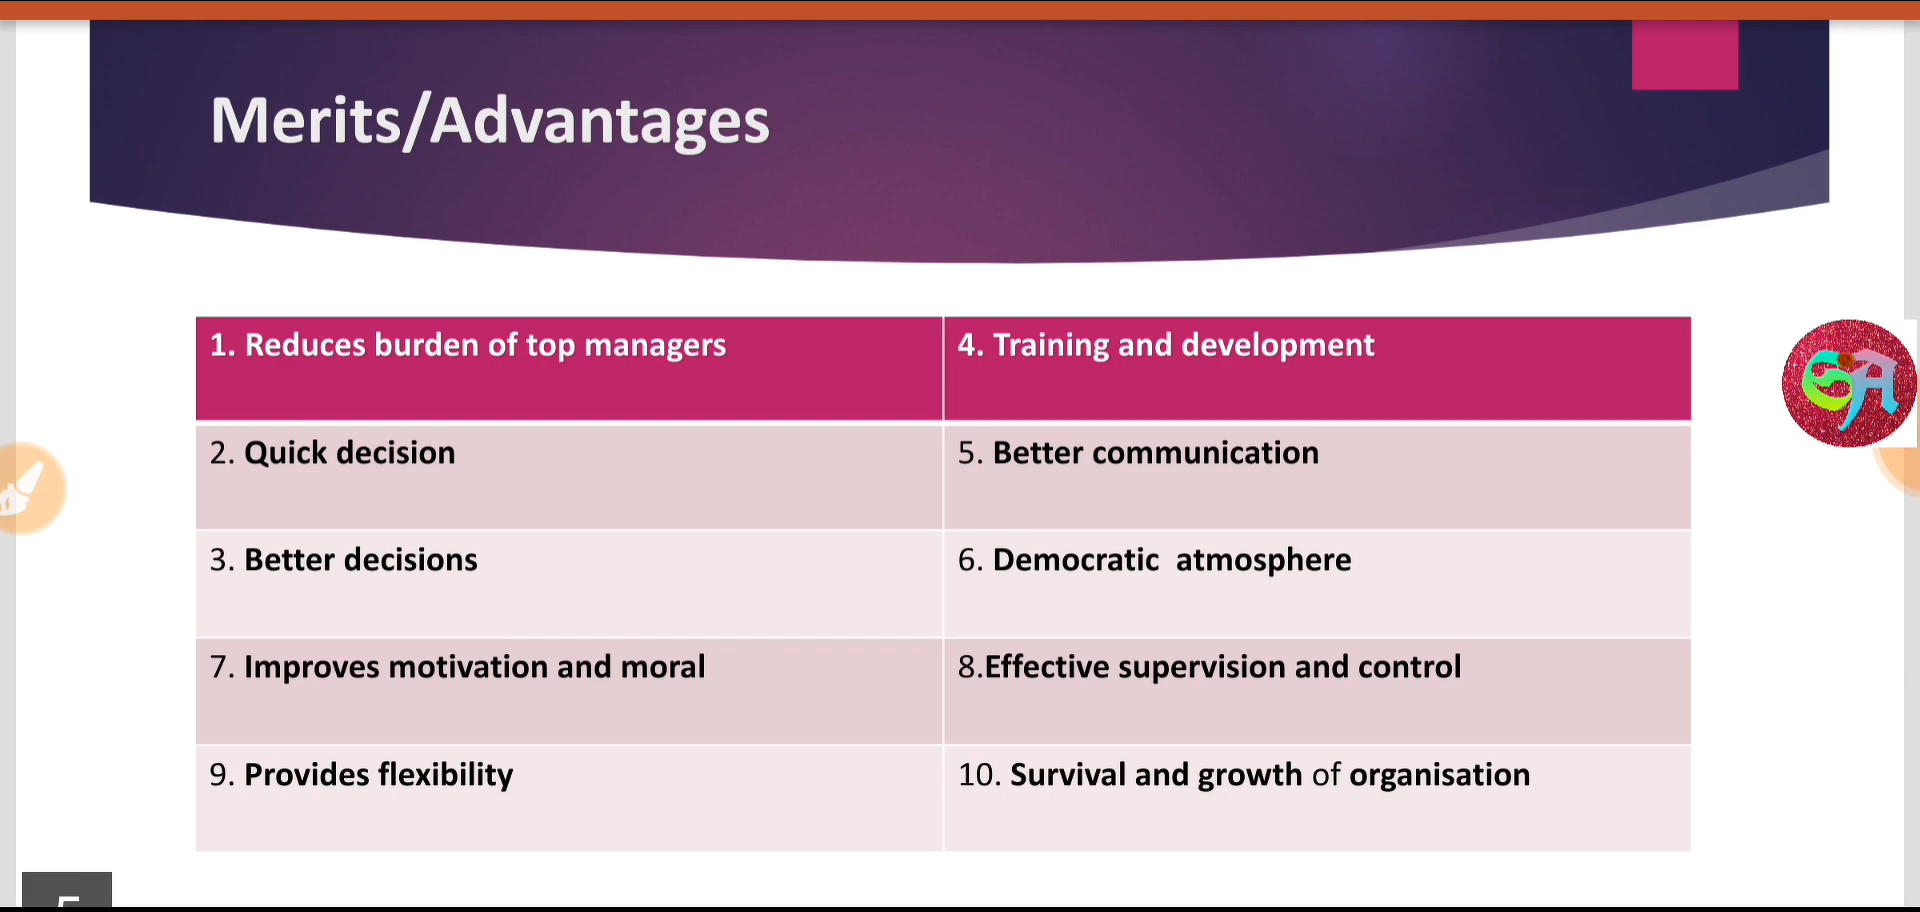 Merits/Advantages
1. Reduces burden of top managers
4. Training and development
2. Quick decision
5. Better communication
3. Better decisions
6. Democratic  atmosphere
7. Improves motivation and moral
8.Effective supervision and control
9. Provides flexibility
10. Survival and growth of organisation